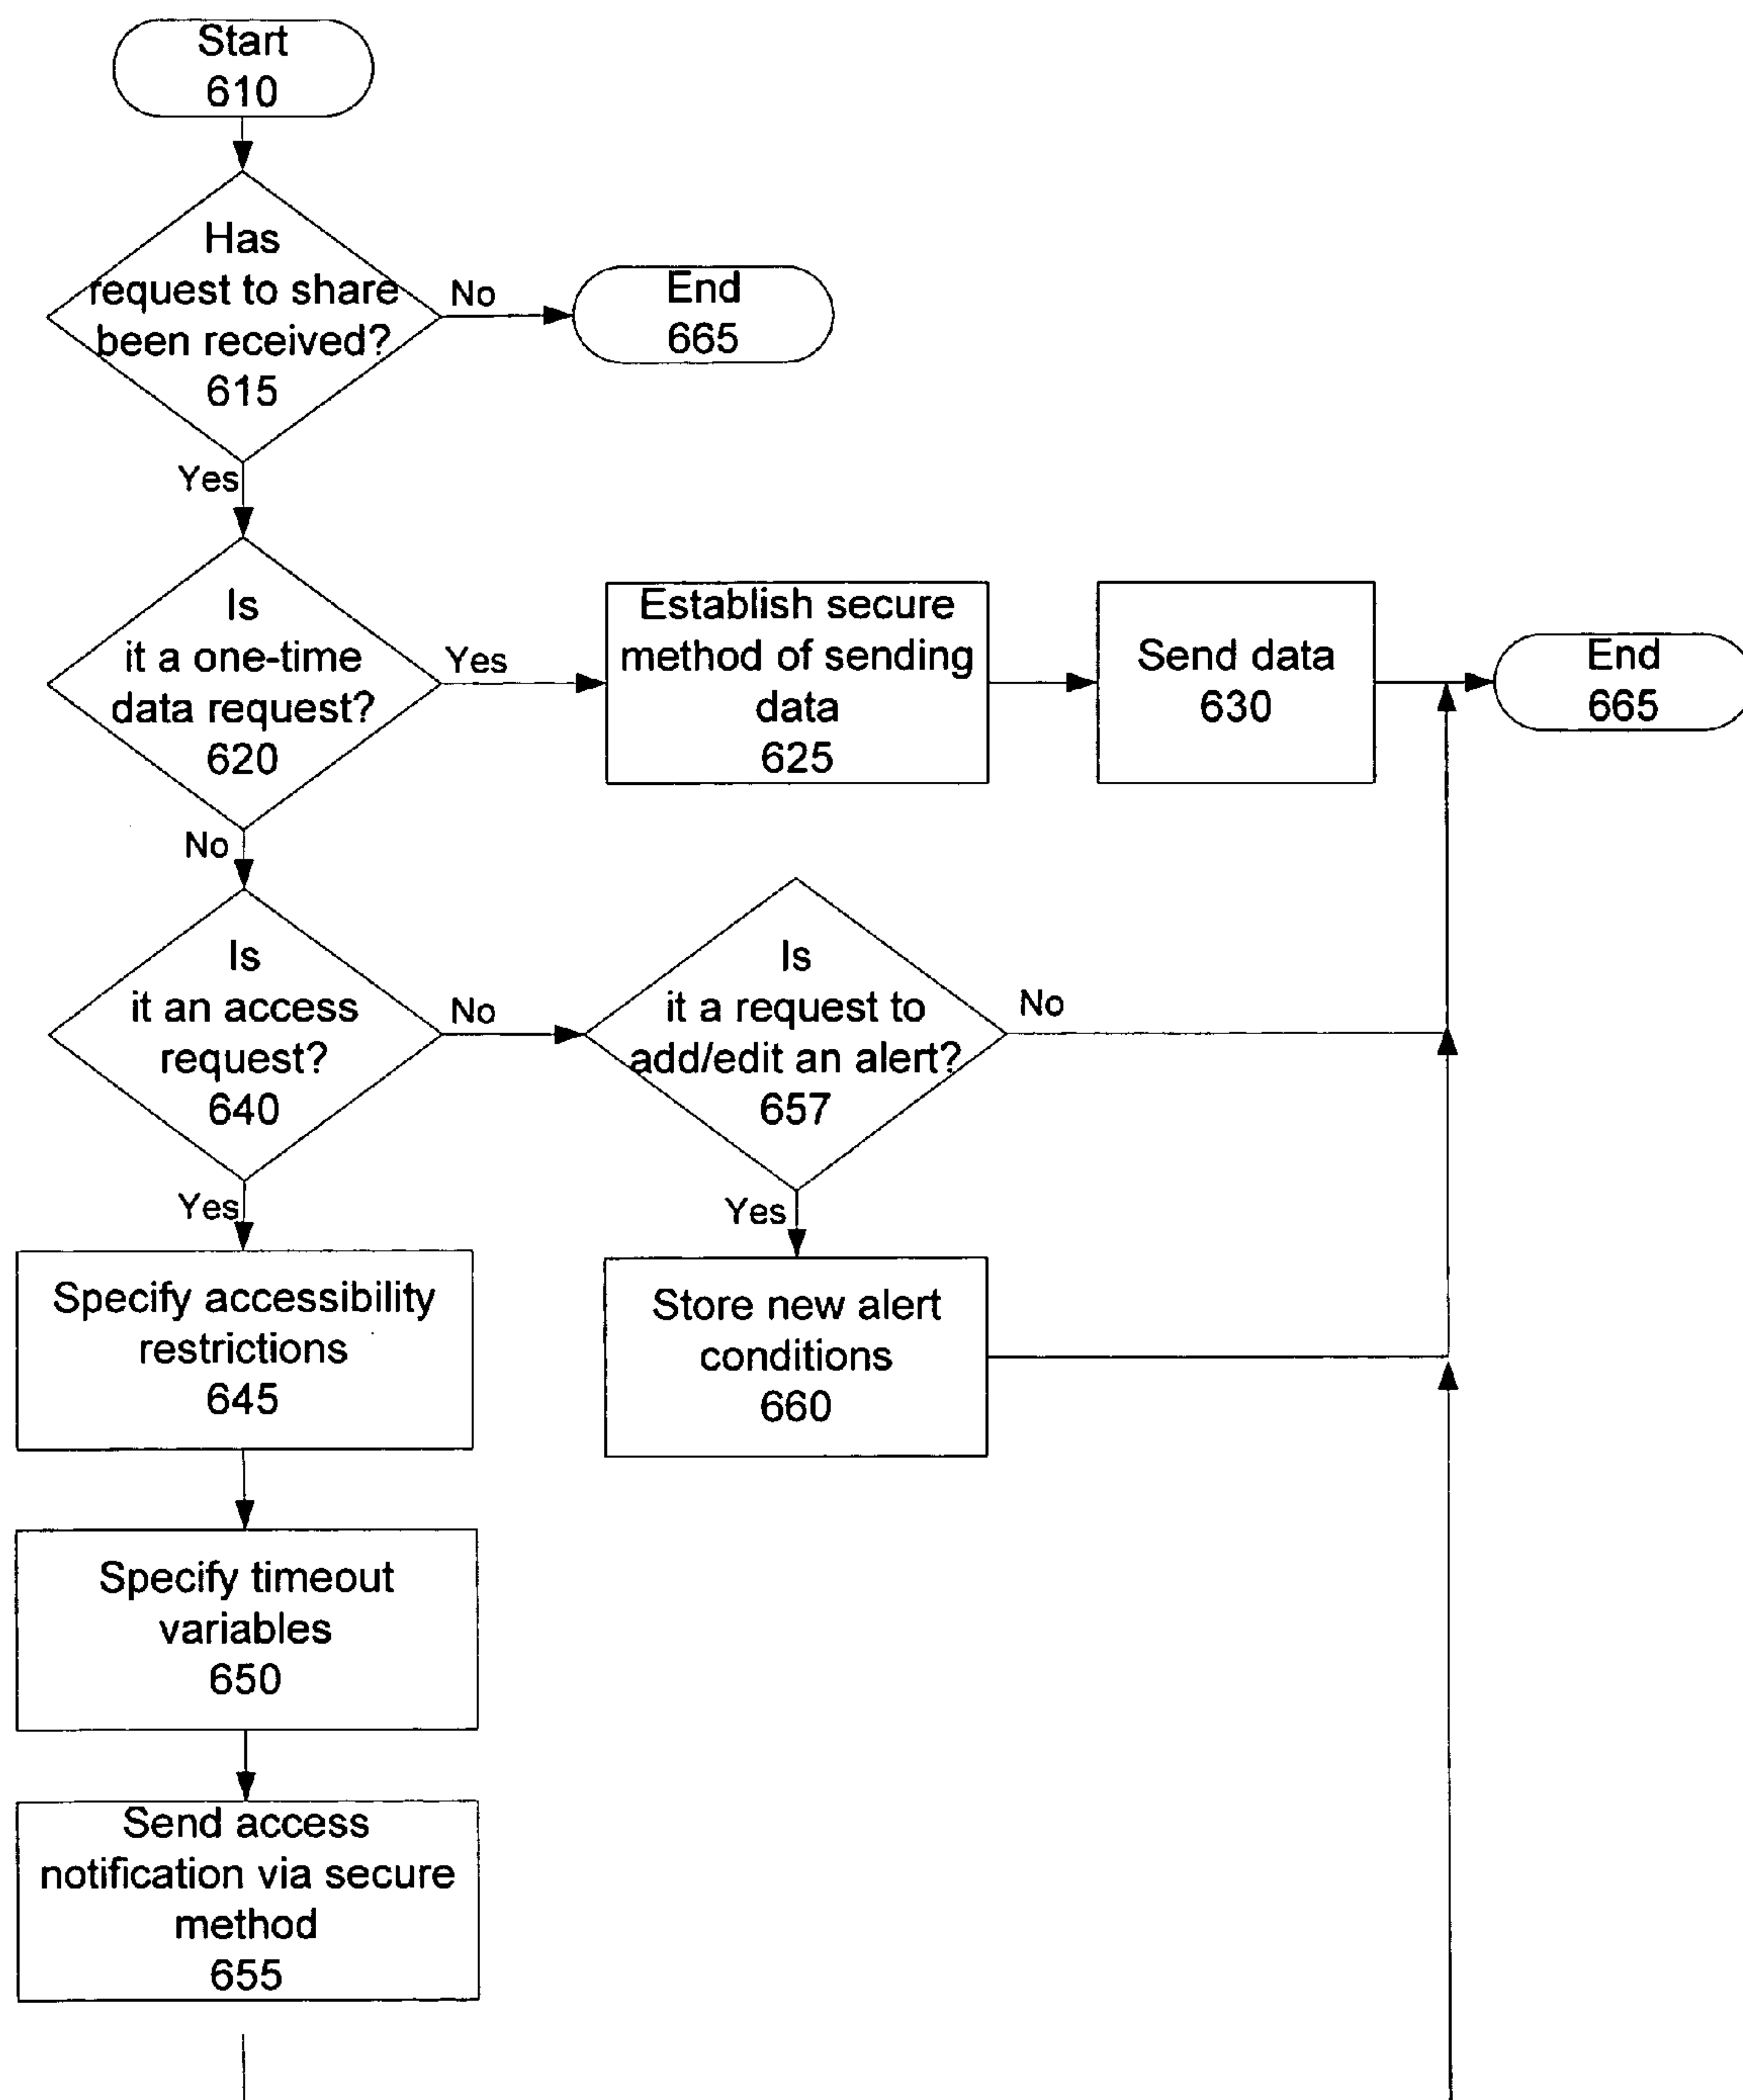 Start
610
Has
request to share
been received?
615
No
End
665
Yes
Is
it a one-time
data request?
620
Yes
Establish secure
method of sending
data
625
Send data
630
End
665
No
Is
it an access
request?
640
No
Is
it a request to
add/edit an alert?
657
No
Yes
Specify accessibility
restrictions
645
Yes
Store new alert
conditions
660
Specify timeout
variables
650
Send access
notification via secure
method
655